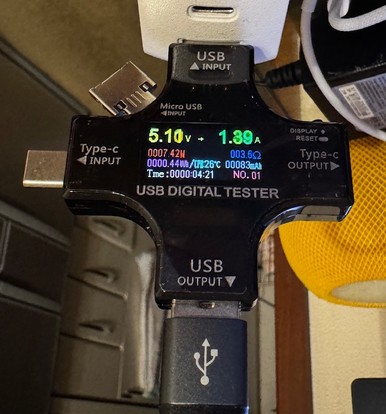 USB
▲INPUT
Micro USB
◄INPUT
5.10V → 1.39A
DISPLAY
RESET
Type-c
◄INPUT
Type-c
OUTPUT►
0007.42W
003.6Ω
0000.44Wh
26℃ 00083mAh
Tme:0000:04:21 NO. 01
USB DIGITAL TESTER
USB
OUTPUT▼